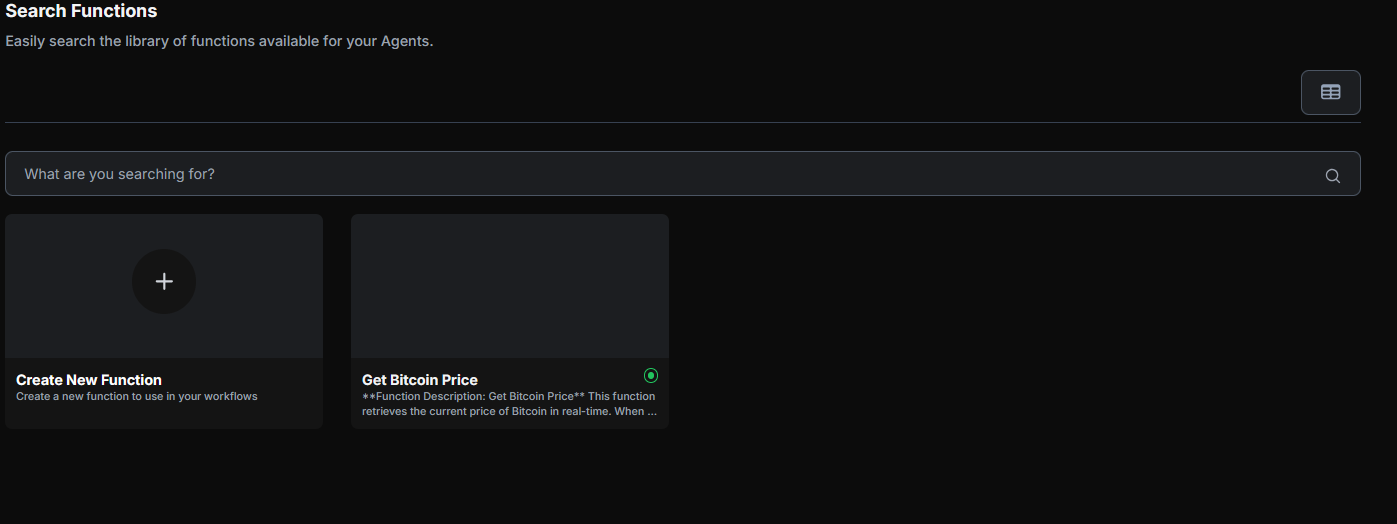 Search Functions
Easily search the library of functions available for your Agents.
What are you searching for?
Create New Function
Create a new function to use in your workflows
Get Bitcoin Price
**Function Description: Get Bitcoin Price** This function
retrieves the current price of Bitcoin in real-time. When ...